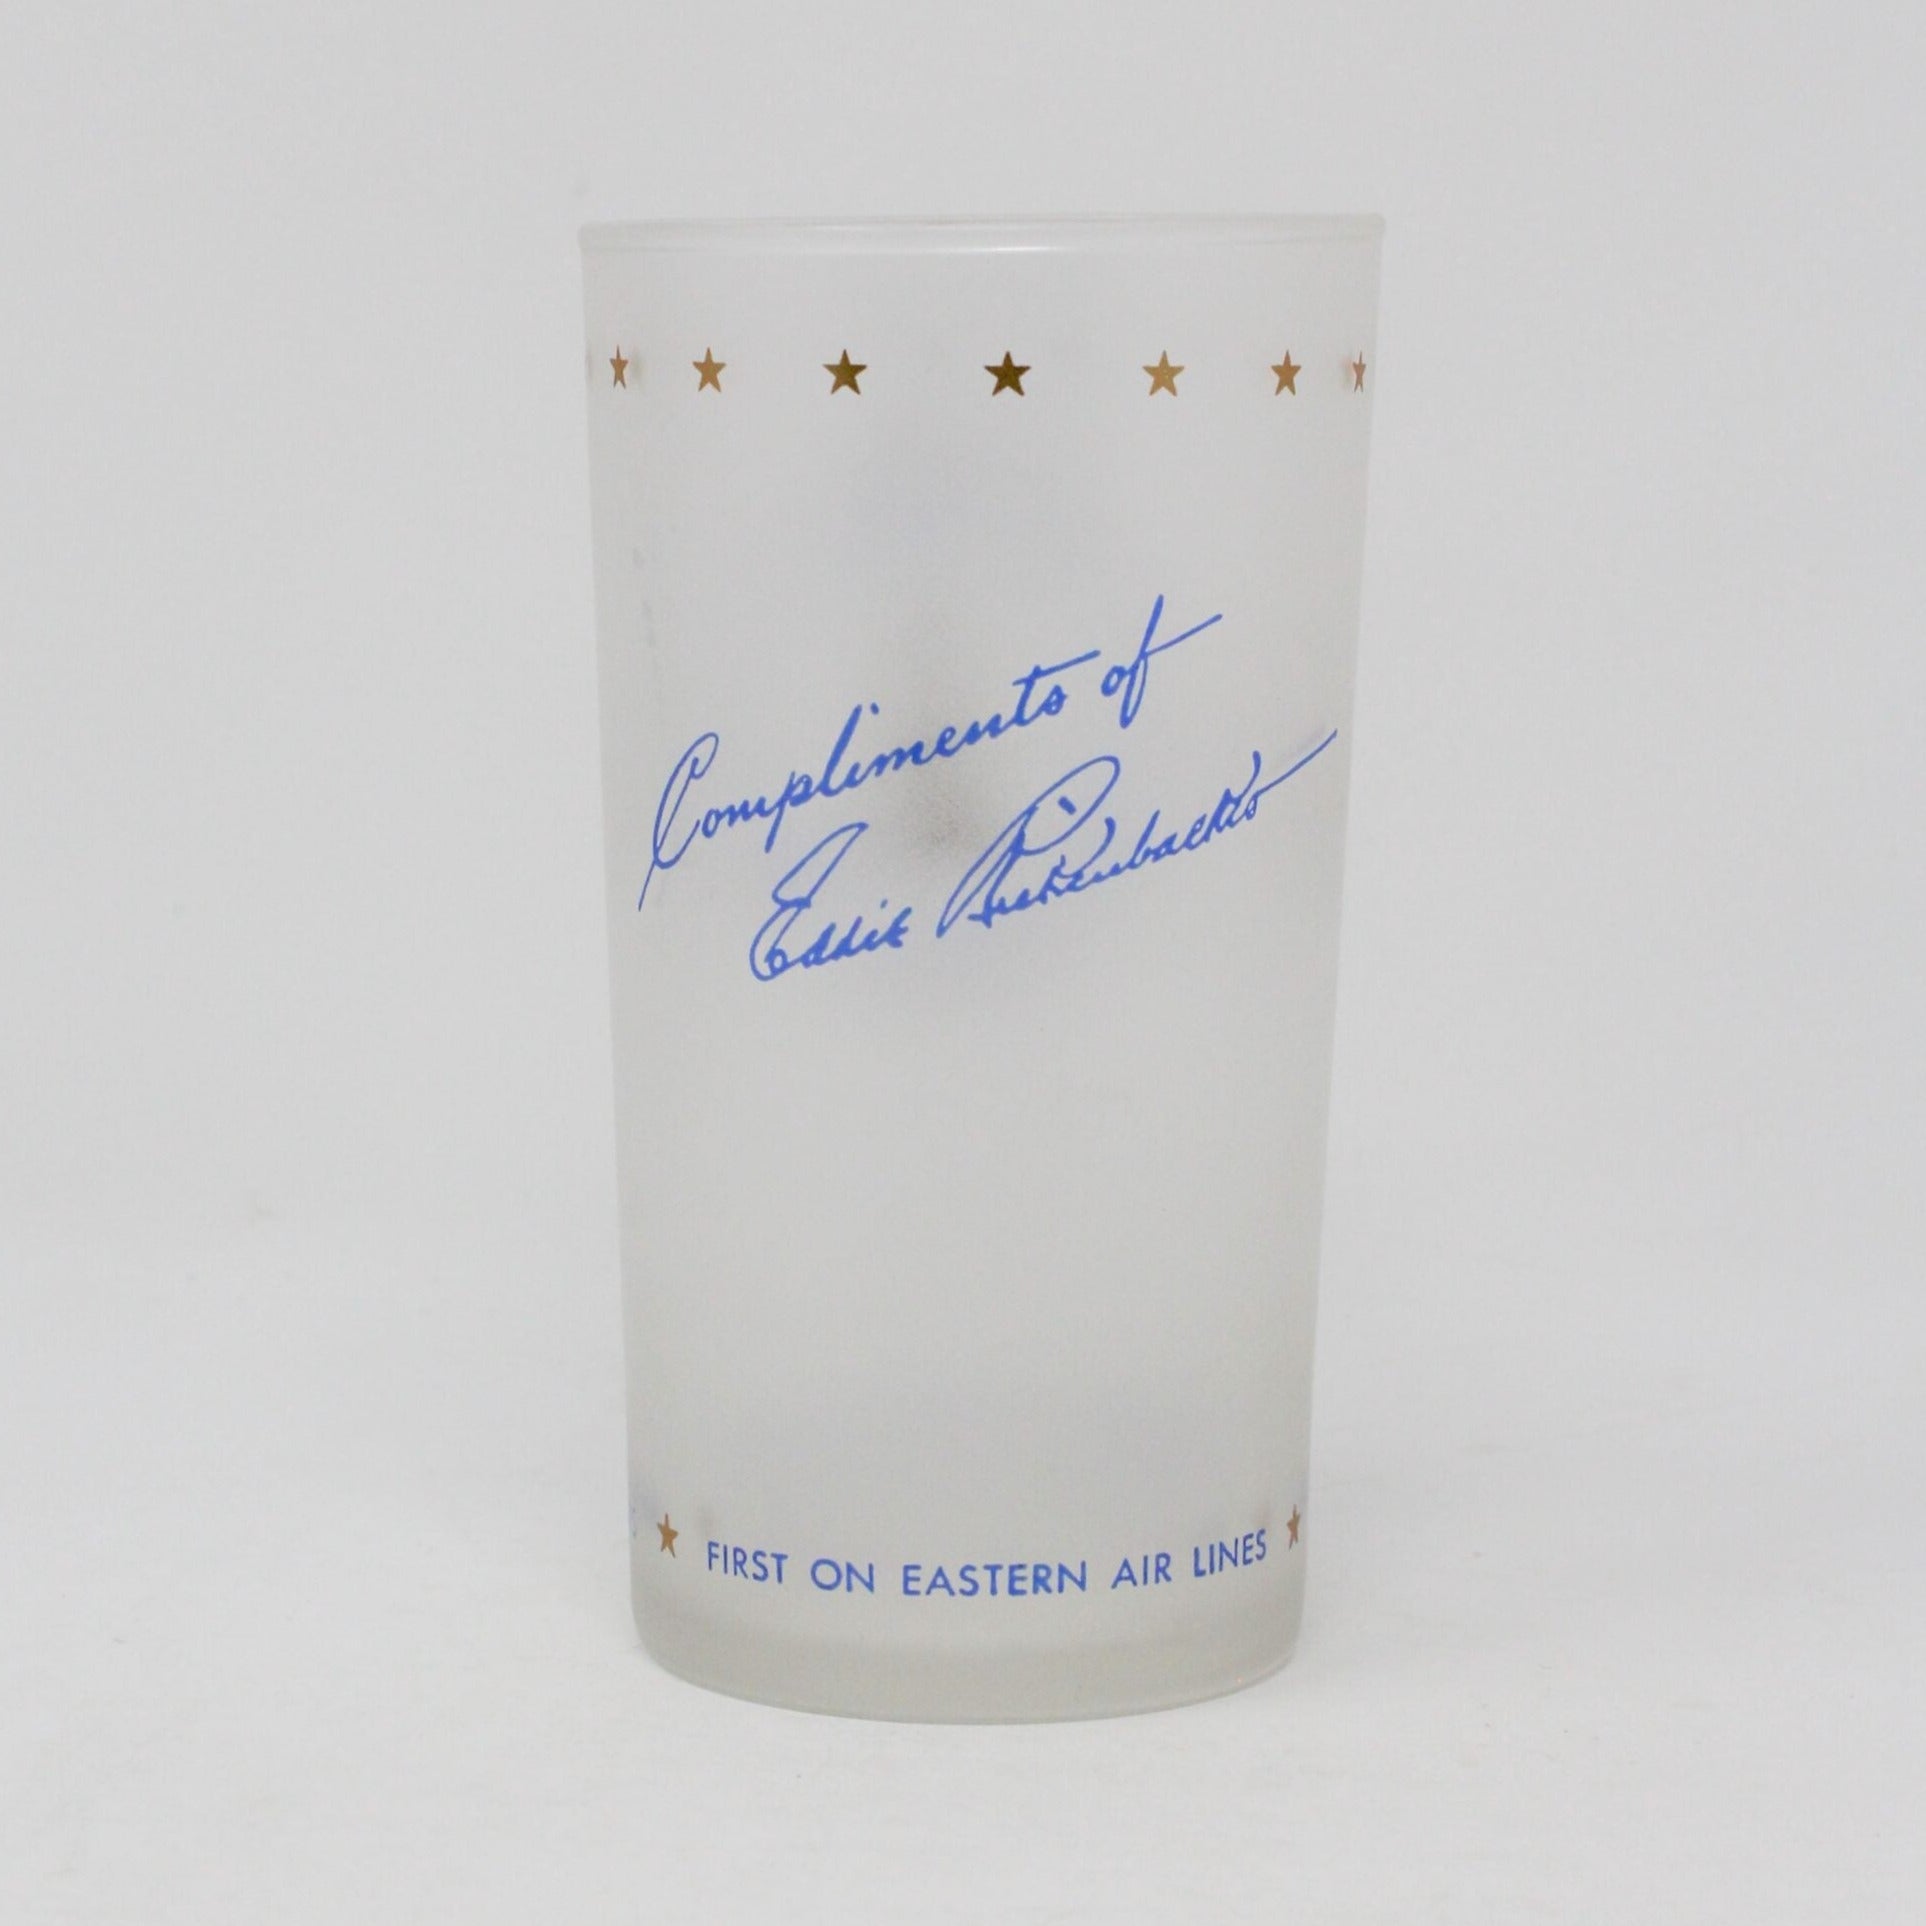 Compliments of
Eddie Rickenbacker
FIRST ON EASTERN AIR LINES